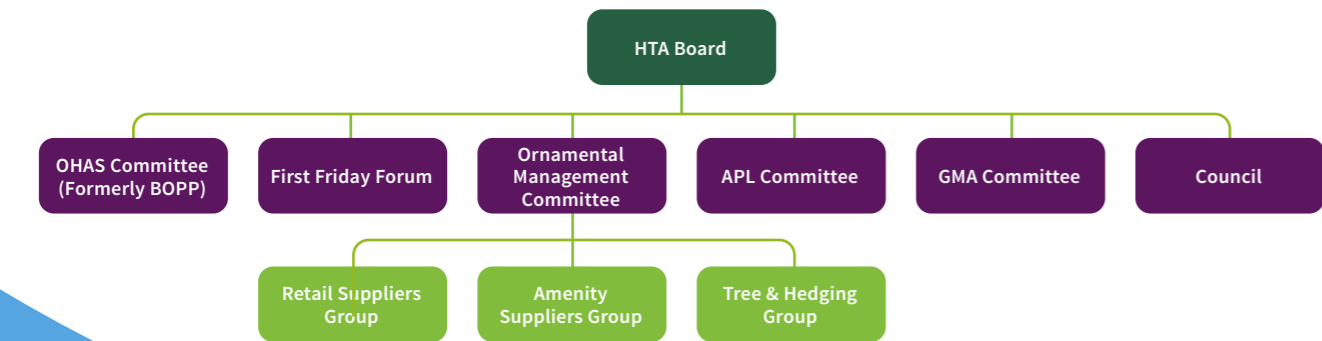 HTA Board
OHAS Committee
(Formerly BOPP)
First Friday Forum
Ornamental
Management
Committee
APL Committee
GMA Committee
Council
Retail Suppliers
Group
Amenity
Suppliers Group
Tree & Hedging
Group